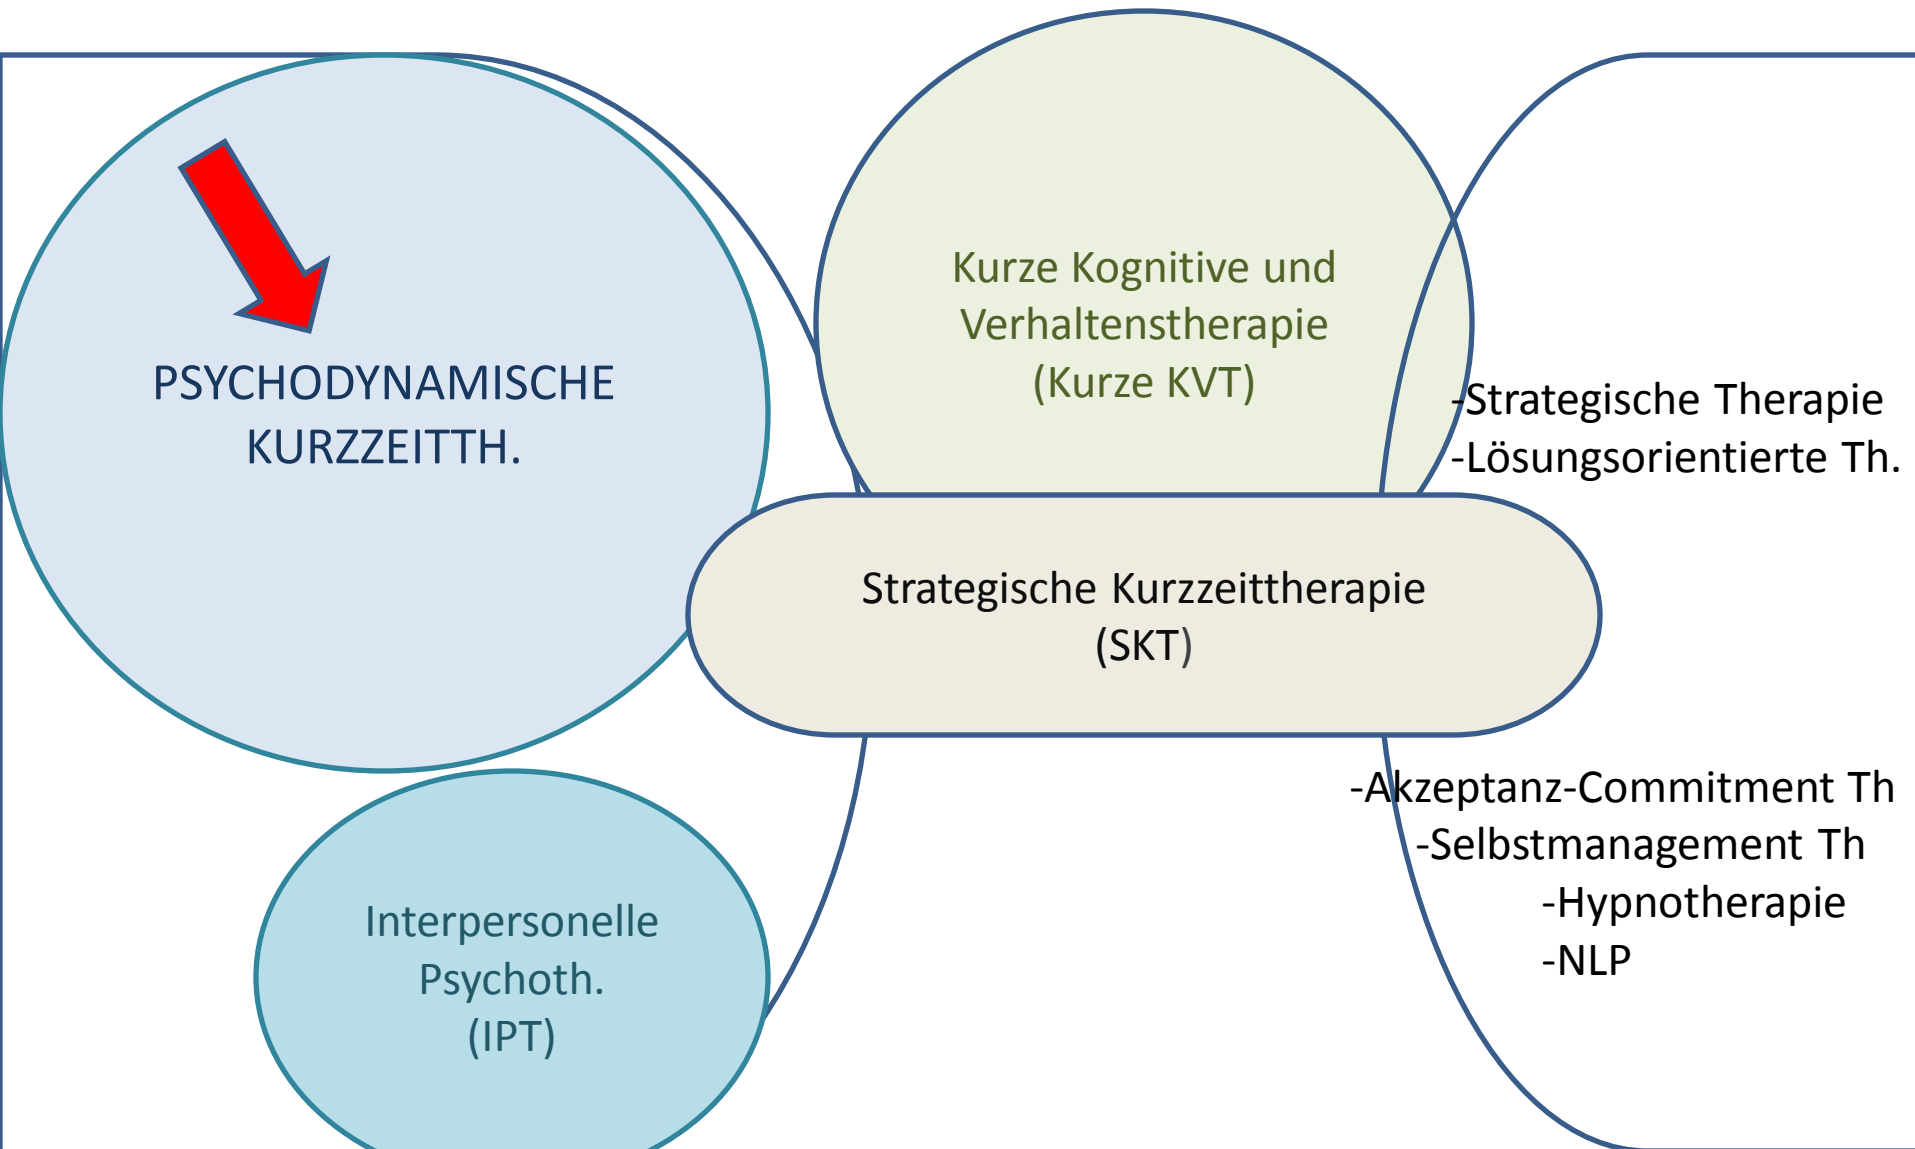 PSYCHODYNAMISCHE
KURZZEITTH.
Kurze Kognitive und
Verhaltenstherapie
(Kurze KVT)
-Strategische Therapie
-Lösungsorientierte Th.
Strategische Kurzzeittherapie
(SKT)
-Akzeptanz-Commitment Th
-Selbstmanagement Th
-Hypnotherapie
-NLP
Interpersonelle
Psychoth.
(IPT)